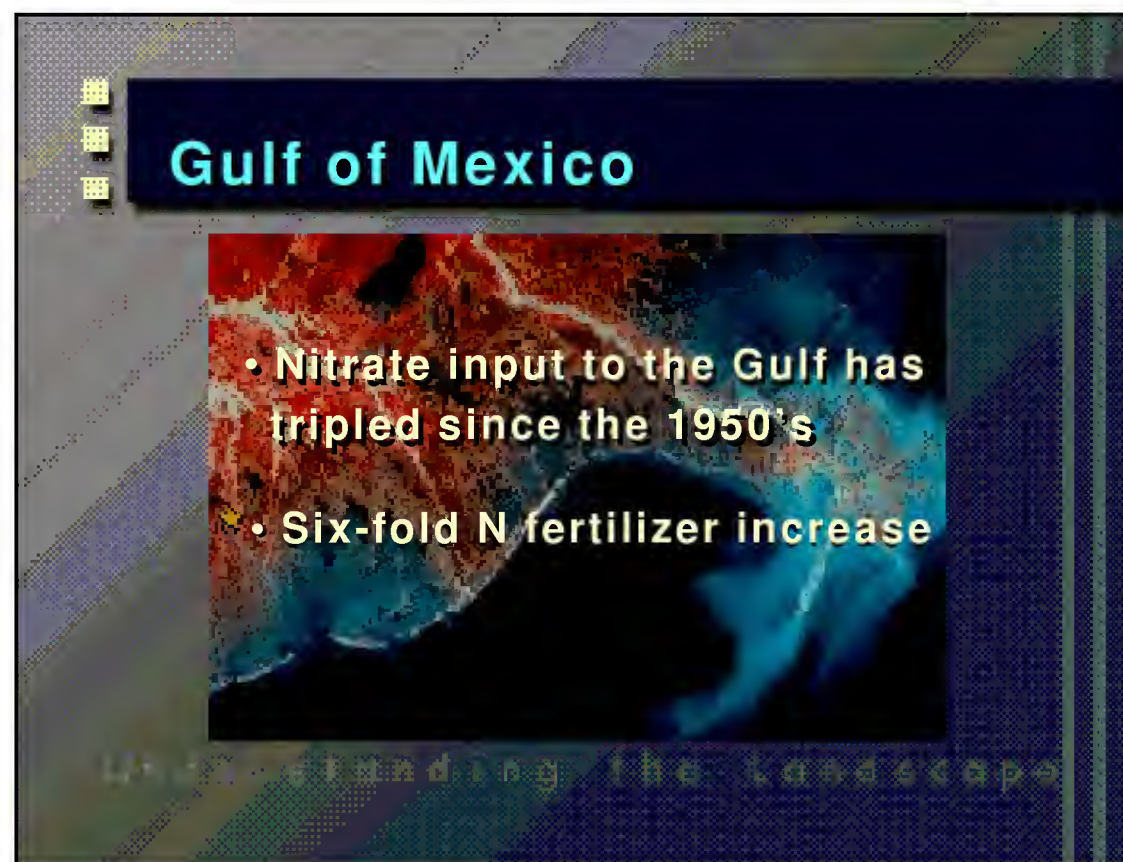 Gulf of Mexico
• Nitrate input to the Gulf has
tripled since the 1950's
• Six-fold N fertilizer increase
the Landscape